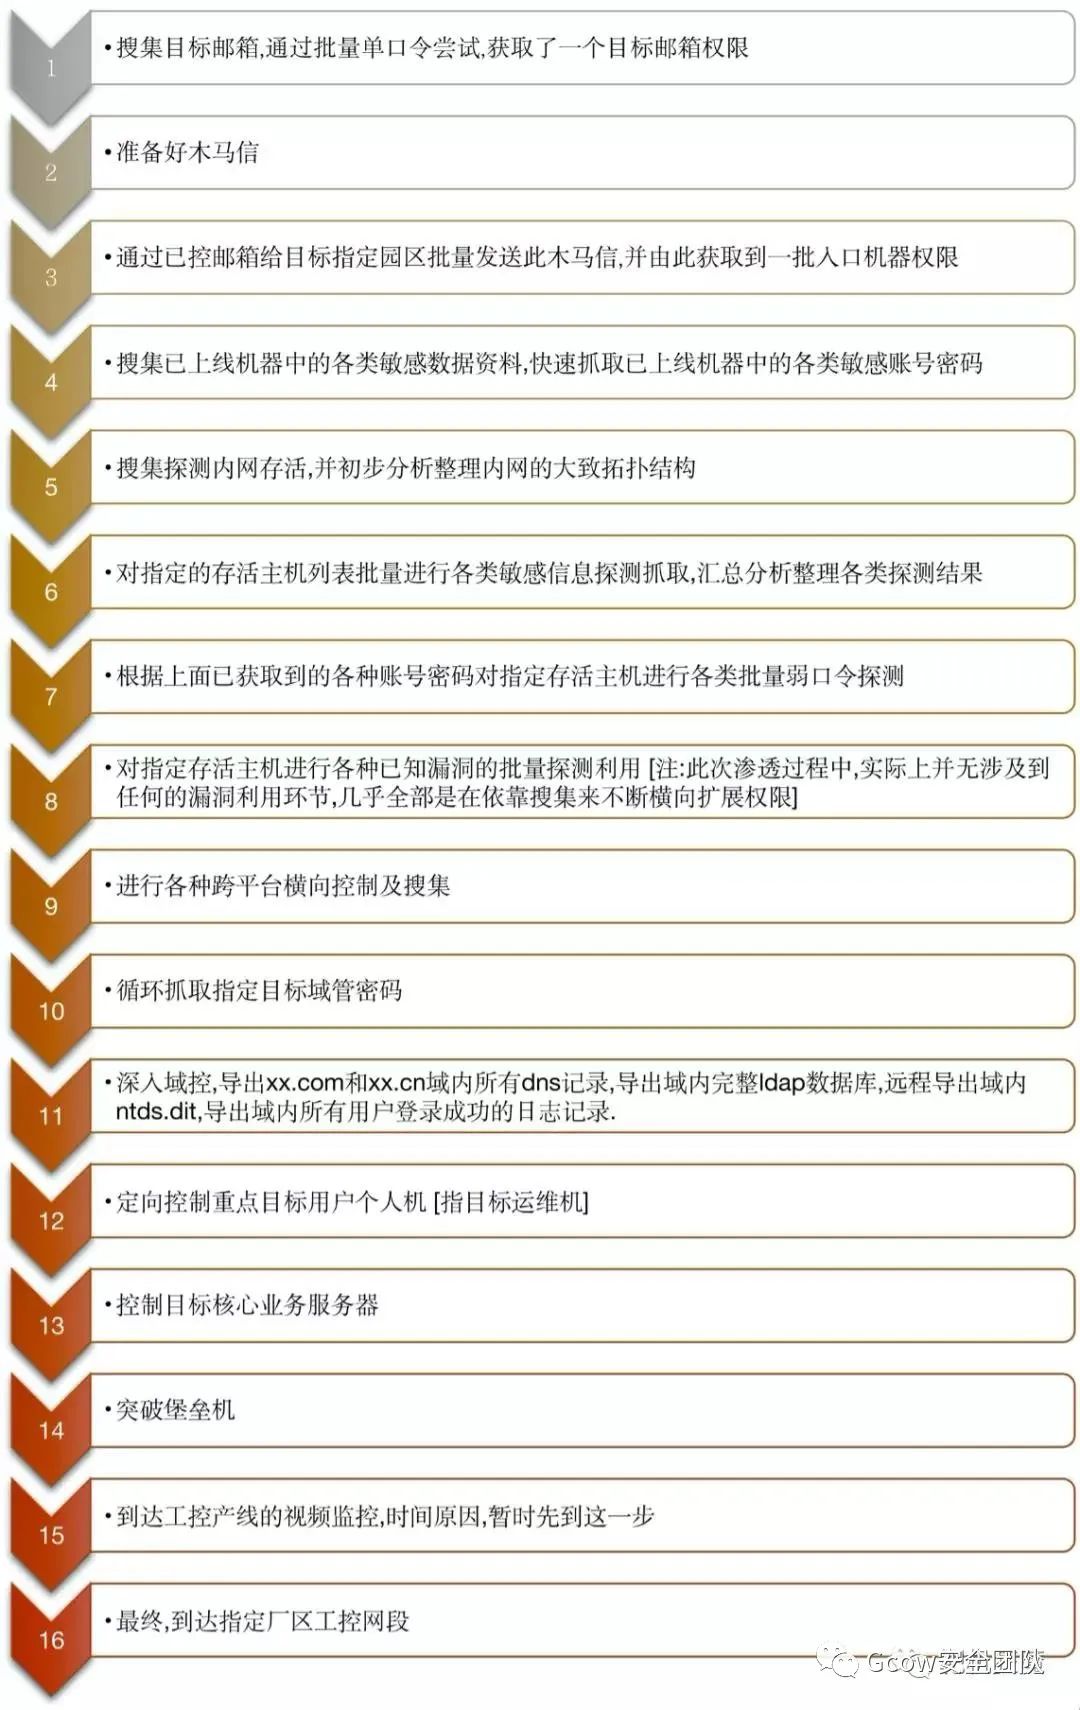 1
•搜集目标邮箱,通过批量单口令尝试,获取了一个目标邮箱权限
2
•准备好木马信
3
•通过已控邮箱给目标指定园区批量发送此木马信,并由此获取到一批入口机器权限
4
•搜集已上线机器中的各类敏感数据资料,快速抓取已上线机器中的各类敏感账号密码
5
•搜集探测内网存活,并初步分析整理内网的大致拓扑结构
6
•对指定的存活主机列表批量进行各类敏感信息探测抓取,汇总分析整理各类探测结果
7
•根据上面已获取到的各种账号密码对指定存活主机进行各类批量弱口令探测
8
•对指定存活主机进行各种已知漏洞的批量探测利用 [注:此次渗透过程中,实际上并无涉及到
任何的漏洞利用环节,几乎全部是在依靠搜集来不断横向扩展权限]
9
•进行各种跨平台横向控制及搜集
10
•循环抓取指定目标域管密码
11
•深入域控,导出xx.com和xx.cn域内所有dns记录,导出域内完整ldap数据库,远程导出域内
ntds.dit,导出域内所有用户登录成功的日志记录.
12
•定向控制重点目标用户个人机 [指目标运维机]
13
•控制目标核心业务服务器
14
•突破堡垒机
15
•到达工控产线的视频监控,时间原因,暂时先到这一步
16
•最终,到达指定厂区工控网段
Gcow安全团队